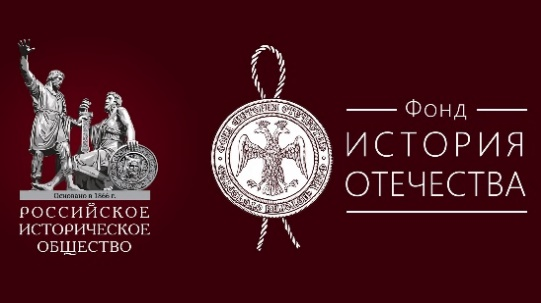 Основано в 1866 г.
РОССИЙСКОЕ
ИСТОРИЧЕСКОЕ
ОБЩЕСТВО
Фонд
ИСТОРИЯ
ОТЕЧЕСТВА